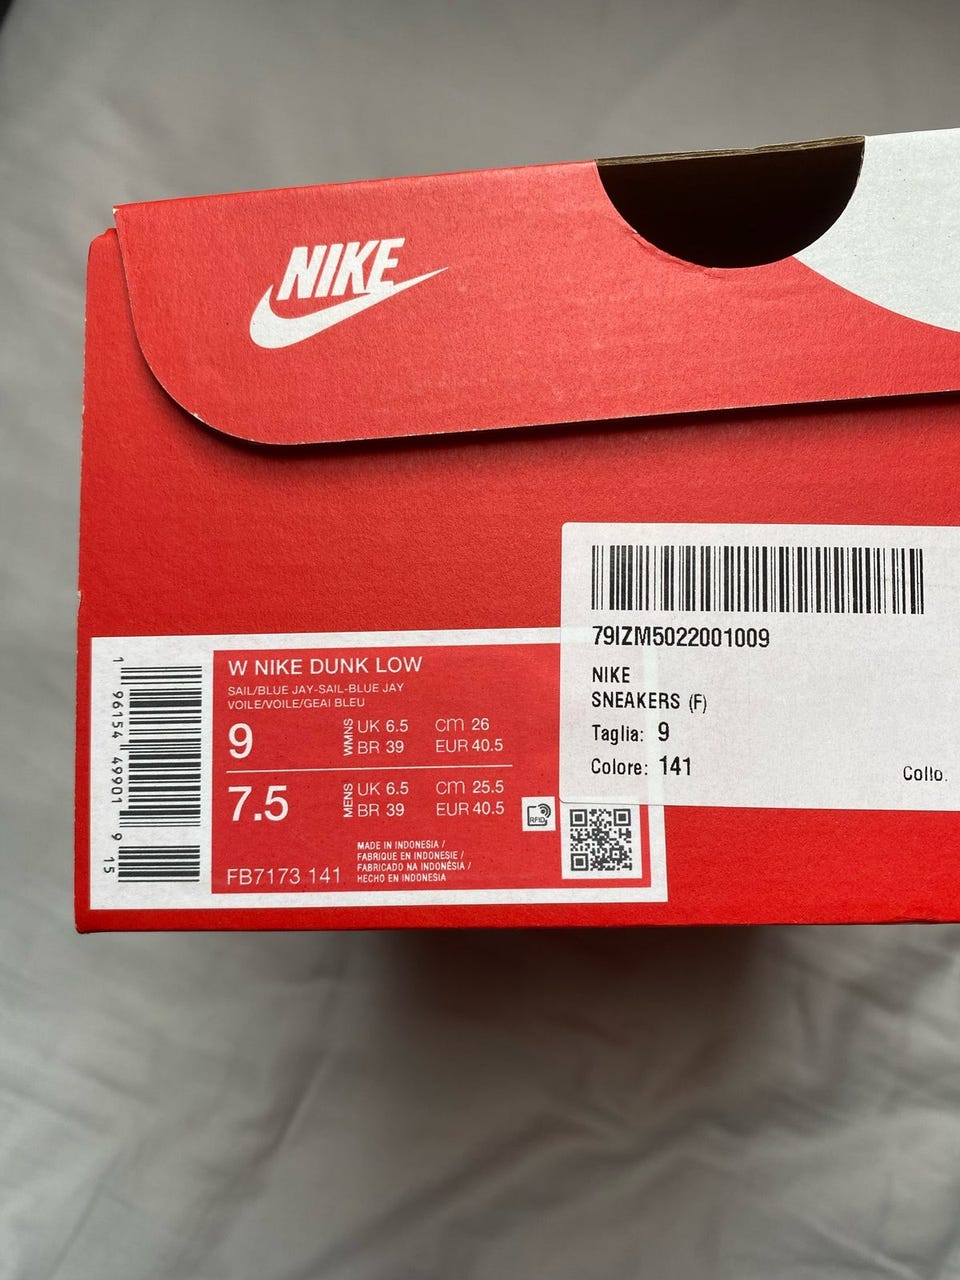 NIKE
79IZM5022001009
NIKE
SNEAKERS (F)
Taglia: 9
Colore: 141
Collo.
W NIKE DUNK LOW
SAIL/BLUE JAY-SAIL-BLUE JAY
VOILE/VOILE/GEAI BLEU
9 WMNS UK 6.5 cm 26
BR 39 EUR 40.5
7.5 MENS UK 6.5 cm 25.5
BR 39 EUR 40.5
RFID
MADE IN INDONESIA /
FABRIQUE EN INDONESIE /
FABRICADO NA INDONÉSIA /
HECHO EN INDONESIA
FB7173 141
1 96154 49901 9 15